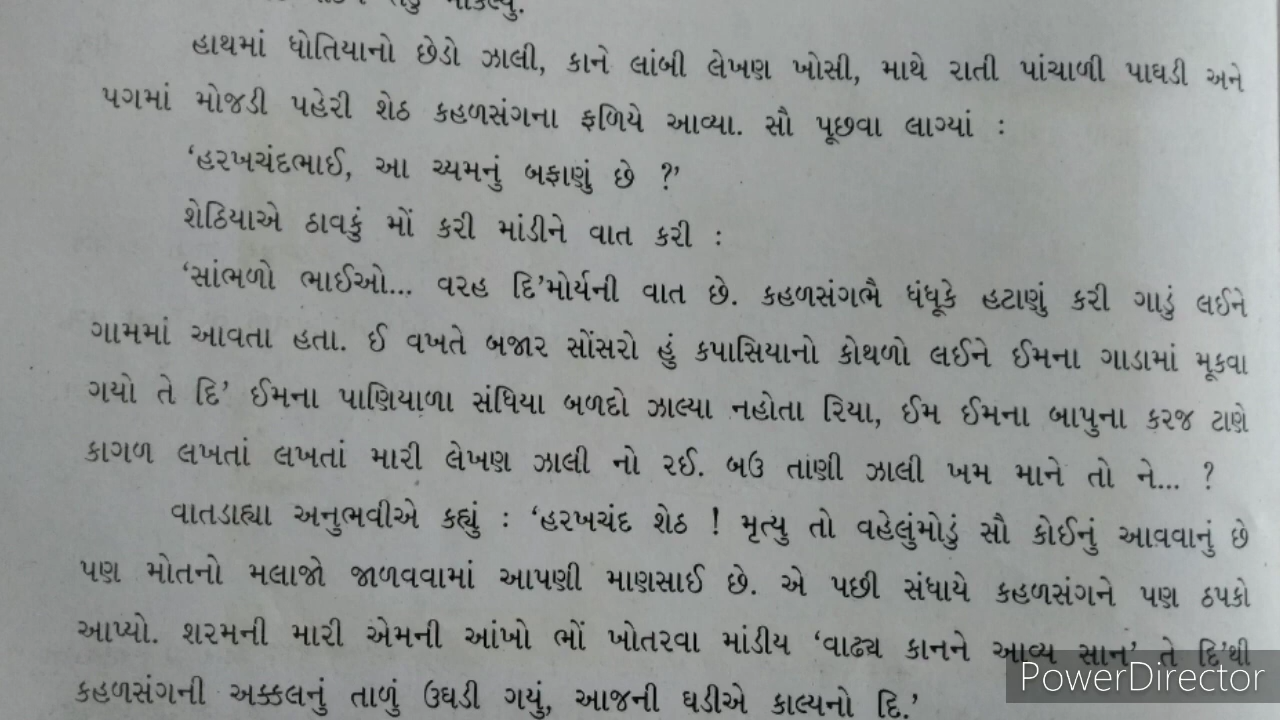 હાથમાં ધોતિયાનો છેડો ઝાલી, કાને લાંબી લેખણ ખોસી, માથે રાતી પાંચાળી પાઘડી અને
પગમાં મોજડી પહેરી શેઠ કહળસંગના ફળિયે આવ્યા. સૌ પૂછવા લાગ્યાં :
‘હરખચંદભાઈ, આ ચ્યમનું બફાણું છે ?’
શેઠિયાએ ઠાવકું મોં કરી માંડીને વાત કરી :
‘સાંભળો ભાઈઓ... વરહ દિ’મોર્યની વાત છે. કહળસંગભૈ ધંધૂકે હટાણું કરી ગાડું લઈને
ગામમાં આવતા હતા. ઈ વખતે બજાર સોંસરો હું કપાસિયાનો કોથળો લઈને ઈમના ગાડામાં મૂકવા
ગયો તે દિ’ ઈમના પાણિયાળા સંધિયા બળદો ઝાલ્યા નહોતા રિયા, ઈમ ઈમના બાપુના કરજ ટાણે
કાગળ લખતાં લખતાં મારી લેખણ ઝાલી નો રઈ. બઉ તાંણી ઝાલી ખમ માને તો ને... ?
વાતડાહ્યા અનુભવીએ કહ્યું : ‘હરખચંદ શેઠ ! મૃત્યુ તો વહેલુંમોડું સૌ કોઈનું આવવાનું છે
પણ મોતનો મલાજો જાળવવામાં આપણી માણસાઈ છે. એ પછી સંધાયે કહળસંગને પણ ઠપકો
આપ્યો. શરમની મારી એમની આંખો ભોં ખોતરવા માંડીય ‘વાઢ્ય કાનને આવ્ય સાન’ તે દિ’થી
કહળસંગની અક્કલનું તાળું ઉઘડી ગયું, આજની ઘડીએ કાલ્યનો દિ.’
PowerDirector